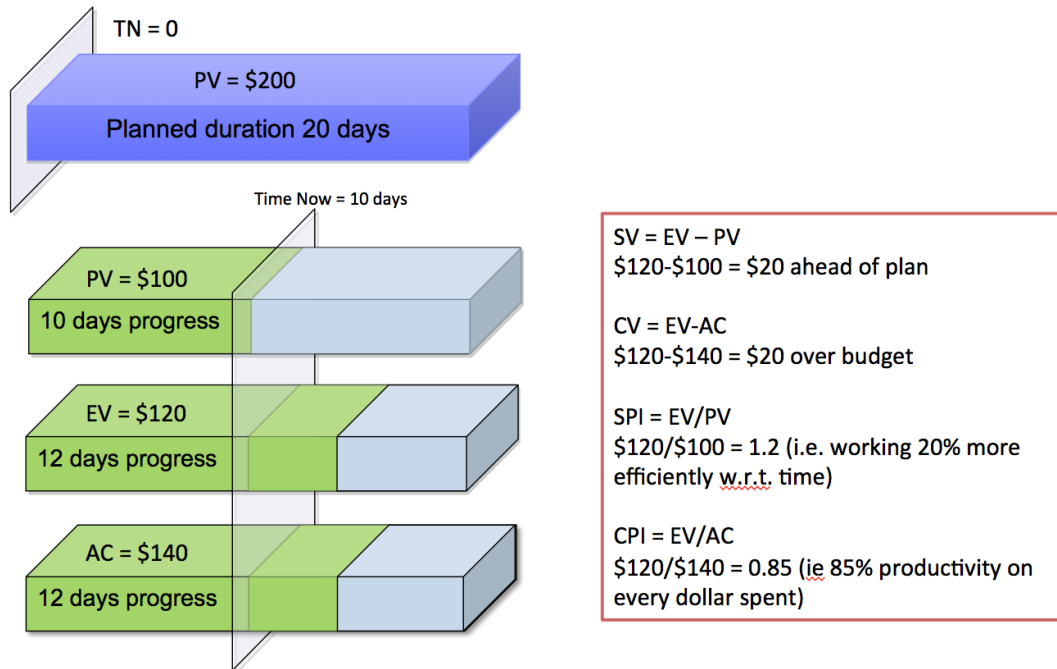 TN = 0
PV = $200
Planned duration 20 days
Time Now = 10 days
PV = $100
10 days progress
EV = $120
12 days progress
AC = $140
12 days progress
SV = EV – PV
$120-$100 = $20 ahead of plan
CV = EV-AC
$120-$140 = $20 over budget
SPI = EV/PV
$120/$100 = 1.2 (i.e. working 20% more
efficiently w.r.t. time)
CPI = EV/AC
$120/$140 = 0.85 (ie 85% productivity on
every dollar spent)